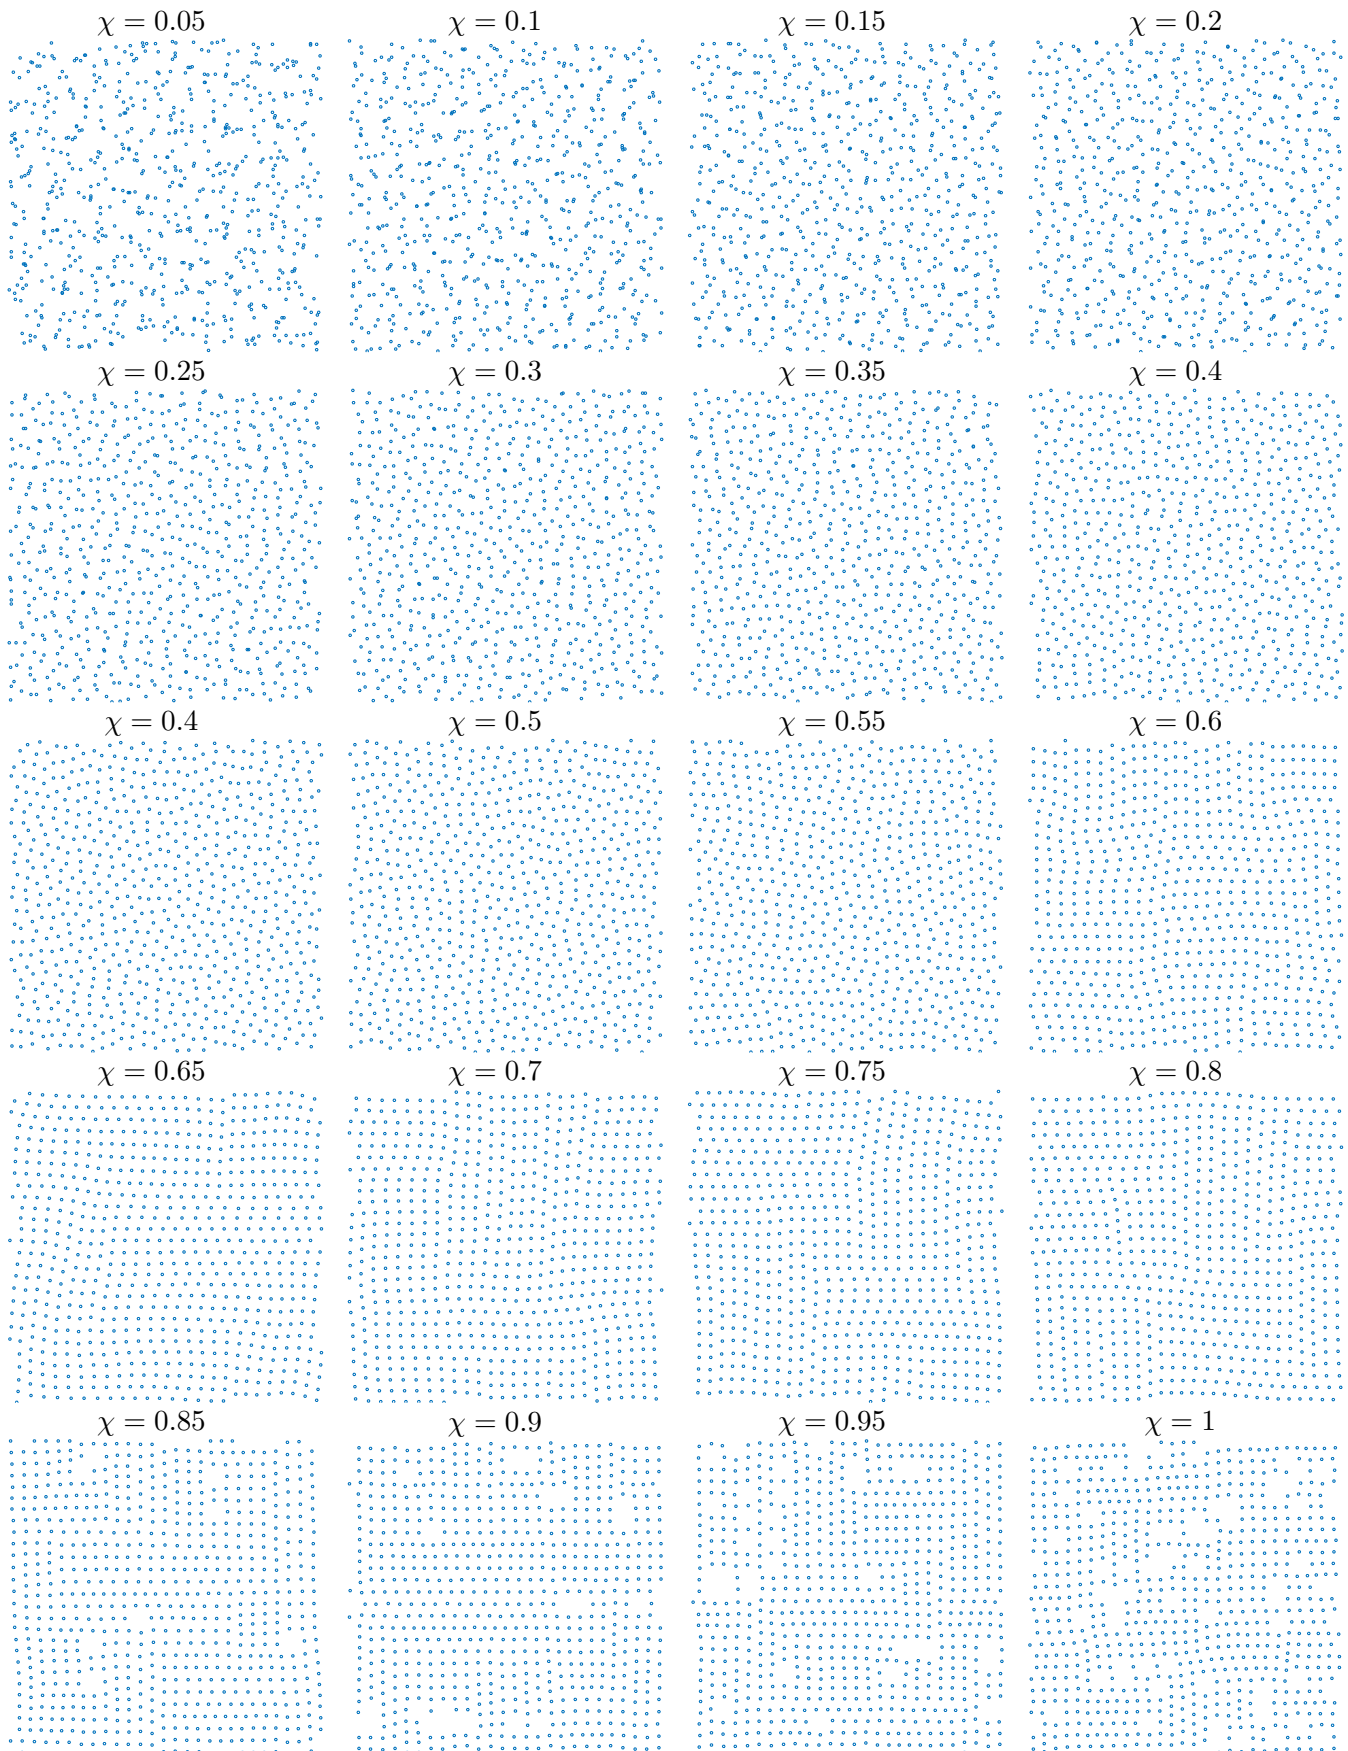 χ = 0.05
χ = 0.1
χ = 0.15
χ = 0.2
χ = 0.25
χ = 0.3
χ = 0.35
χ = 0.4
χ = 0.4
χ = 0.5
χ = 0.55
χ = 0.6
χ = 0.65
χ = 0.7
χ = 0.75
χ = 0.8
χ = 0.85
χ = 0.9
χ = 0.95
χ = 1